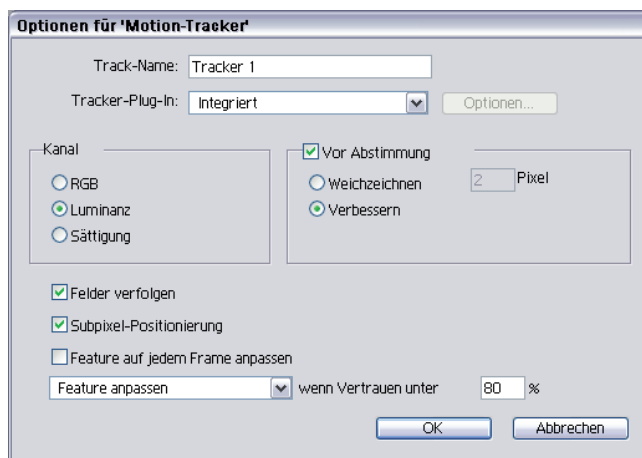 Optionen für 'Motion-Tracker'
Track-Name: Tracker 1
Tracker-Plug-In: Integriert Optionen...
Kanal
RGB
Luminanz
Sättigung
Vor Abstimmung
Weichzeichnen 2 Pixel
Verbessern
Felder verfolgen
Subpixel-Positionierung
Feature auf jedem Frame anpassen
Feature anpassen wenn Vertrauen unter 80 %
OK Abbrechen